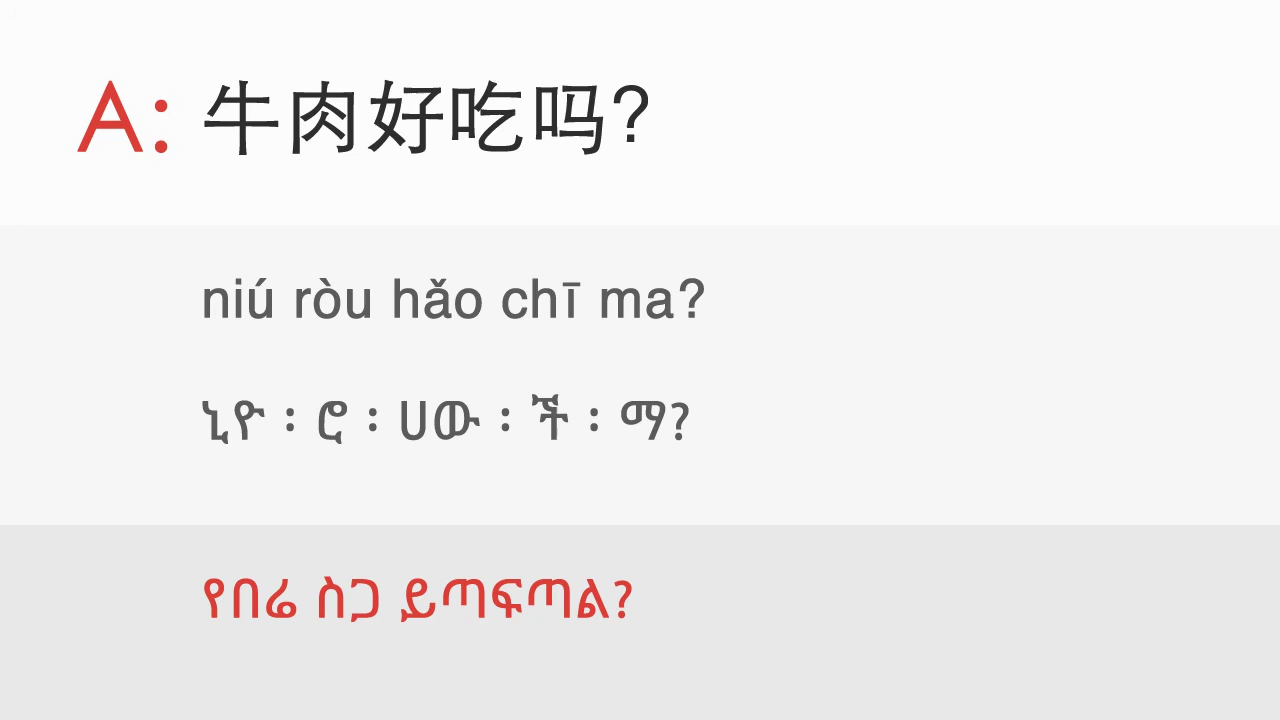 A: 牛肉好吃吗?
niú ròu hǎo chī ma?
ኒዮ ፡ ሮ ፡ ሀው ፡ ች ፡ ማ?
የበሬ ስጋ ይጣፍጣል?